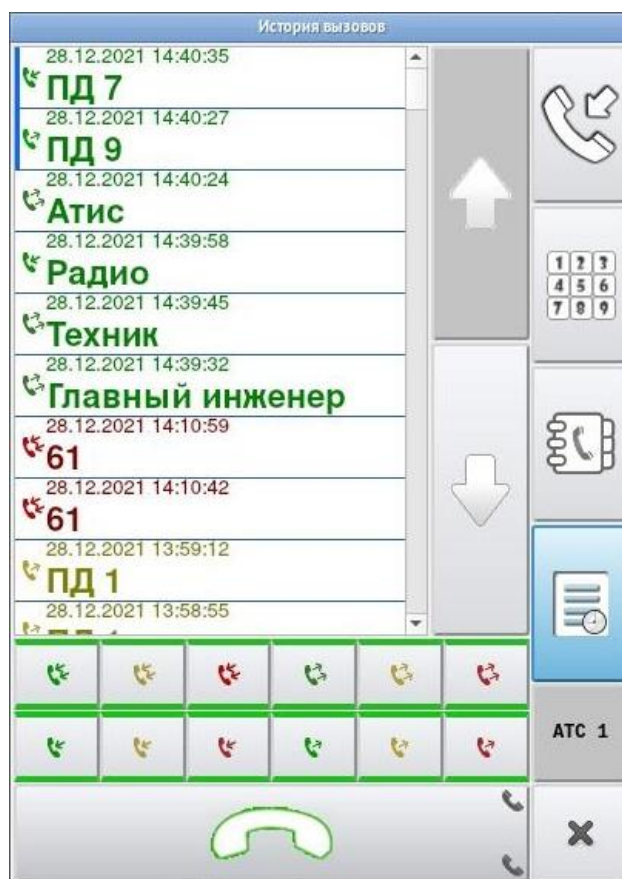 История вызовов
28.12.2021 14:40:35
ПД 7
28.12.2021 14:40:27
ПД 9
28.12.2021 14:40:24
Атис
28.12.2021 14:39:58
Радио
28.12.2021 14:39:45
Техник
28.12.2021 14:39:32
Главный инженер
28.12.2021 14:10:59
61
28.12.2021 14:10:42
61
28.12.2021 13:59:12
ПД 1
28.12.2021 13:58:55
1 2 3
4 5 6
7 8 9
АТС 1